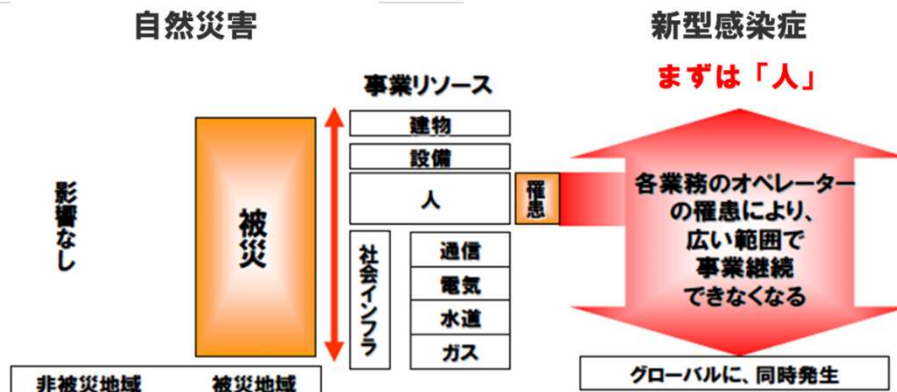 自然災害
新型感染症
まずは「人」
事業リソース
建物
設備
人
罹患
影響なし
被災
社会インフラ
通信
電気
水道
ガス
各業務のオペレーター
の罹患により、
広い範囲で
事業継続
できなくなる
非被災地域
被災地域
グローバルに、同時発生